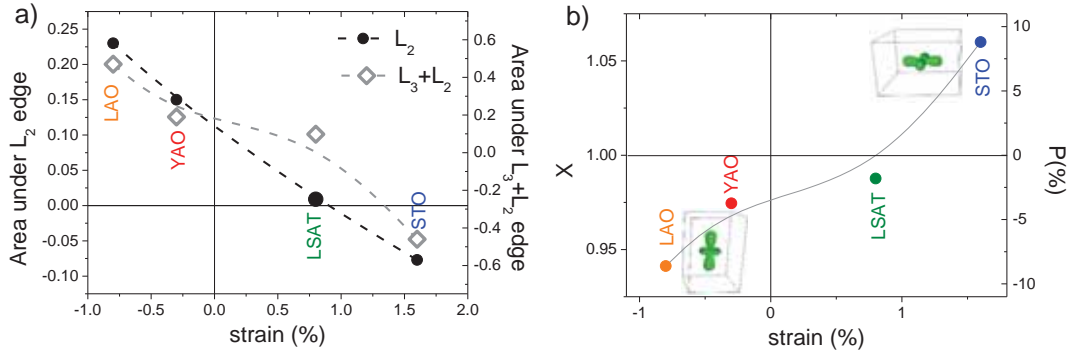 a)
Area under L2 edge
0.25
0.20
0.15
0.10
0.05
0.00
-0.05
-0.10
LAO
YAO
LSAT
STO
L2
L3+L2
0.6
0.4
0.2
0.0
-0.2
-0.4
-0.6
Area under L3+L2 edge
-1.0
-0.5
0.0
0.5
1.0
1.5
2.0
strain (%)
b)
X
1.05
1.00
0.95
LAO
YAO
LSAT
STO
10
5
0
-5
-10
P(%)
-1
0
1
strain (%)